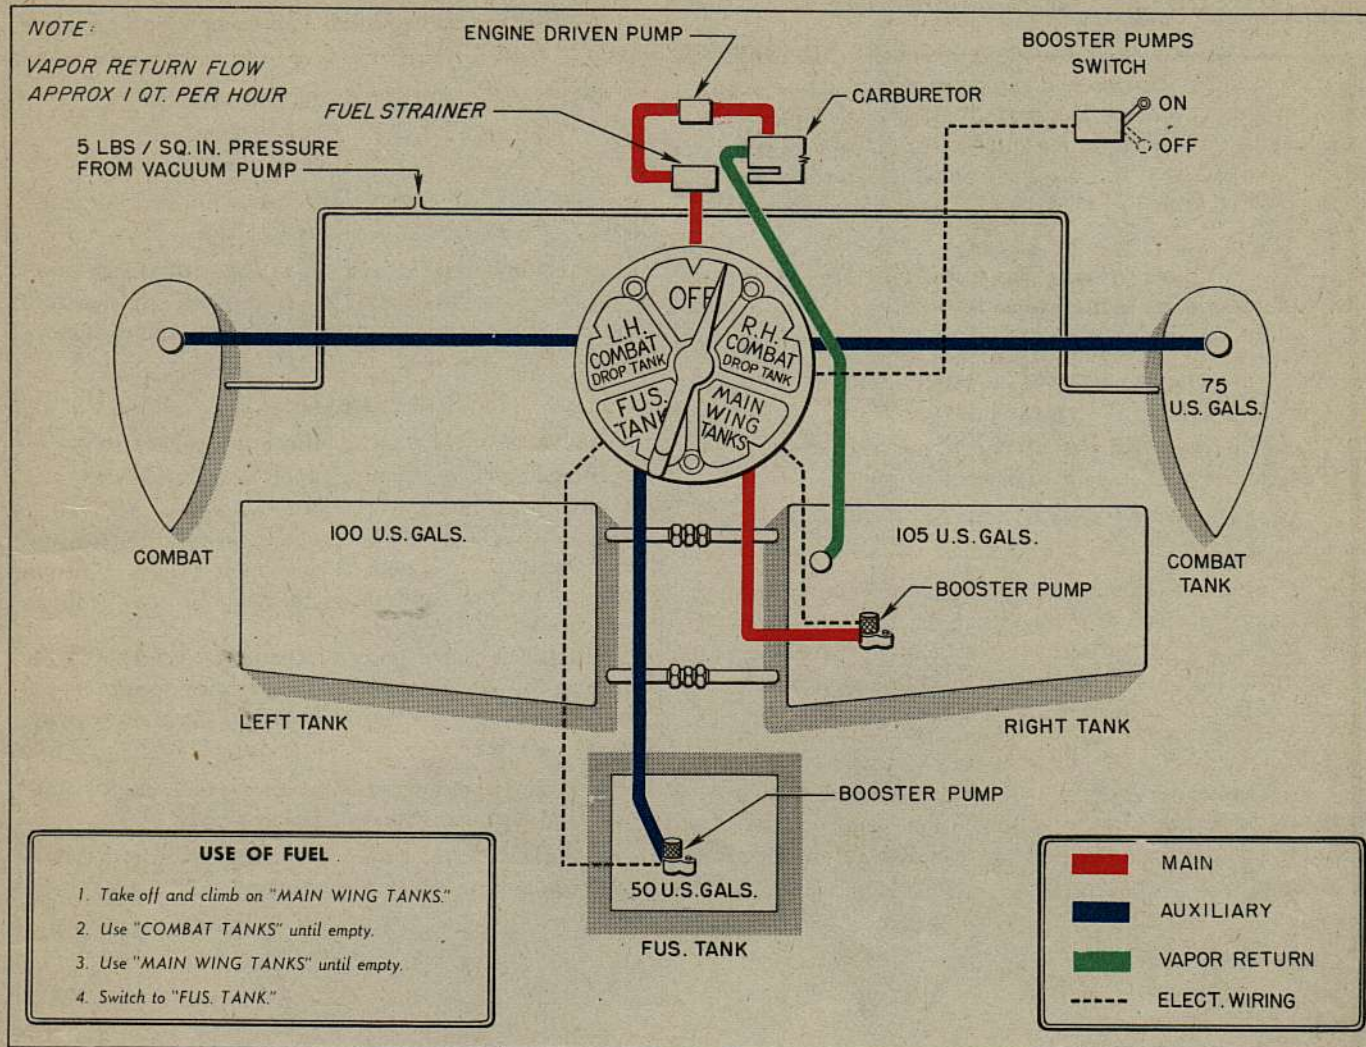 NOTE:
VAPOR RETURN FLOW
APPROX 1 QT. PER HOUR
ENGINE DRIVEN PUMP
BOOSTER PUMPS
SWITCH
FUEL STRAINER
CARBURETOR
ON
OFF
5 LBS / SQ. IN. PRESSURE
FROM VACUUM PUMP
OFF
L.H.
COMBAT
DROP TANK
R.H.
COMBAT
DROP TANK
FUS.
TANK
MAIN
WING
TANKS
75
U.S. GALS.
COMBAT
COMBAT
TANK
100 U.S. GALS.
105 U.S. GALS.
BOOSTER PUMP
LEFT TANK
RIGHT TANK
BOOSTER PUMP
50 U.S. GALS.
FUS. TANK
USE OF FUEL
1. Take off and climb on "MAIN WING TANKS."
2. Use "COMBAT TANKS" until empty.
3. Use "MAIN WING TANKS" until empty.
4. Switch to "FUS. TANK."
MAIN
AUXILIARY
VAPOR RETURN
ELECT. WIRING